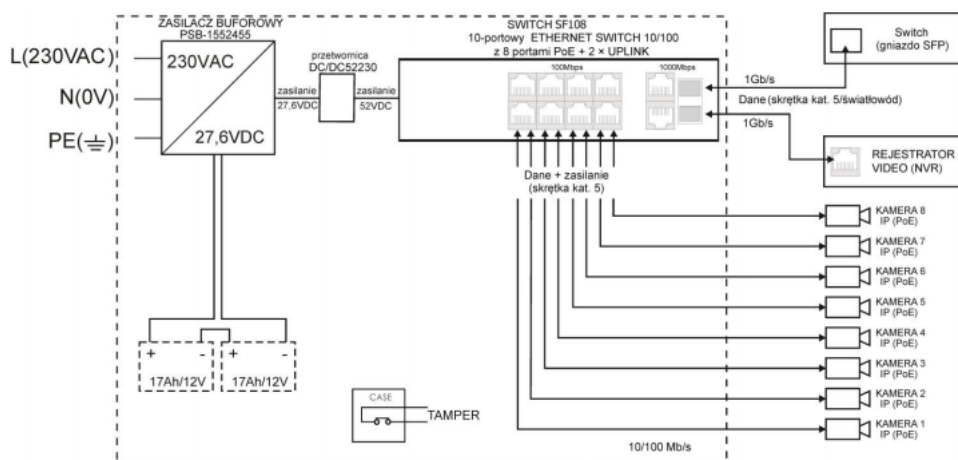 ZASILACZ BUFOROWY
PSB-1552455
L(230VAC)
N(0V)
PE(⏚)
230VAC
27,6VDC
zasilanie
27,6VDC
przetwornica
DC/DC52230
zasilanie
52VDC
SWITCH SF108
10-portowy ETHERNET SWITCH 10/100
z 8 portami PoE + 2 × UPLINK
100Mbps
1000Mbps
1Gb/s
Dane (skrętka kat. 5/światłowód)
1Gb/s
Switch
(gniazdo SFP)
REJESTRATOR
VIDEO (NVR)
Dane + zasilanie
(skrętka kat. 5)
KAMERA 8
IP (PoE)
KAMERA 7
IP (PoE)
KAMERA 6
IP (PoE)
KAMERA 5
IP (PoE)
KAMERA 4
IP (PoE)
KAMERA 3
IP (PoE)
KAMERA 2
IP (PoE)
KAMERA 1
IP (PoE)
+ -
17Ah/12V
+ -
17Ah/12V
CASE
TAMPER
10/100 Mb/s